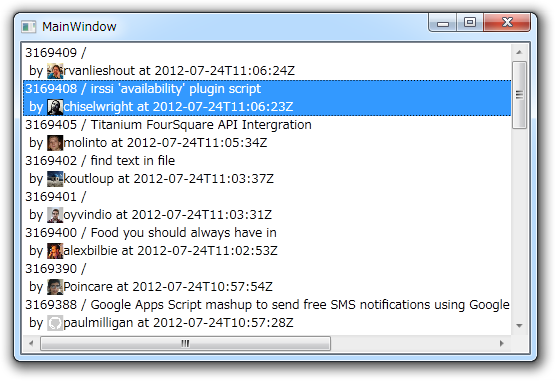 MainWindow
3169409 /
by rvanlieshout at 2012-07-24T11:06:24Z
3169408 / irssi 'availability' plugin script
by chiselwright at 2012-07-24T11:06:23Z
3169405 / Titanium FourSquare API Intergration
by molinto at 2012-07-24T11:05:34Z
3169402 / find text in file
by koutloup at 2012-07-24T11:03:37Z
3169401 /
by oyvindio at 2012-07-24T11:03:31Z
3169400 / Food you should always have in
by alexbilbie at 2012-07-24T11:02:53Z
3169390 /
by Poincare at 2012-07-24T10:57:54Z
3169388 / Google Apps Script mashup to send free SMS notifications using Google
by paulmilligan at 2012-07-24T10:57:28Z